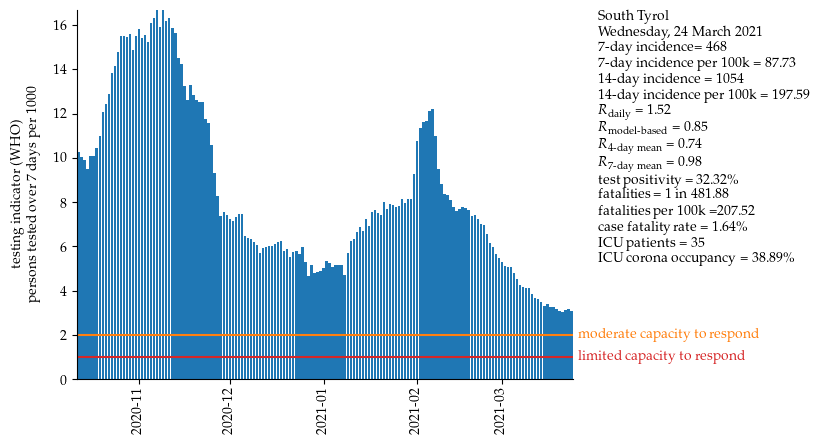 South Tyrol
Wednesday, 24 March 2021
7-day incidence= 468
7-day incidence per 100k = 87.73
14-day incidence = 1054
14-day incidence per 100k = 197.59
R daily = 1.52
R model-based = 0.85
R 4-day mean = 0.74
R 7-day mean = 0.98
test positivity = 32.32%
fatalities = 1 in 481.88
fatalities per 100k =207.52
case fatality rate = 1.64%
ICU patients = 35
ICU corona occupancy = 38.89%
testing indicator (WHO)
persons tested over 7 days per 1000
16
14
12
10
8
6
4
2
0
moderate capacity to respond
limited capacity to respond
2020-11
2020-12
2021-01
2021-02
2021-03